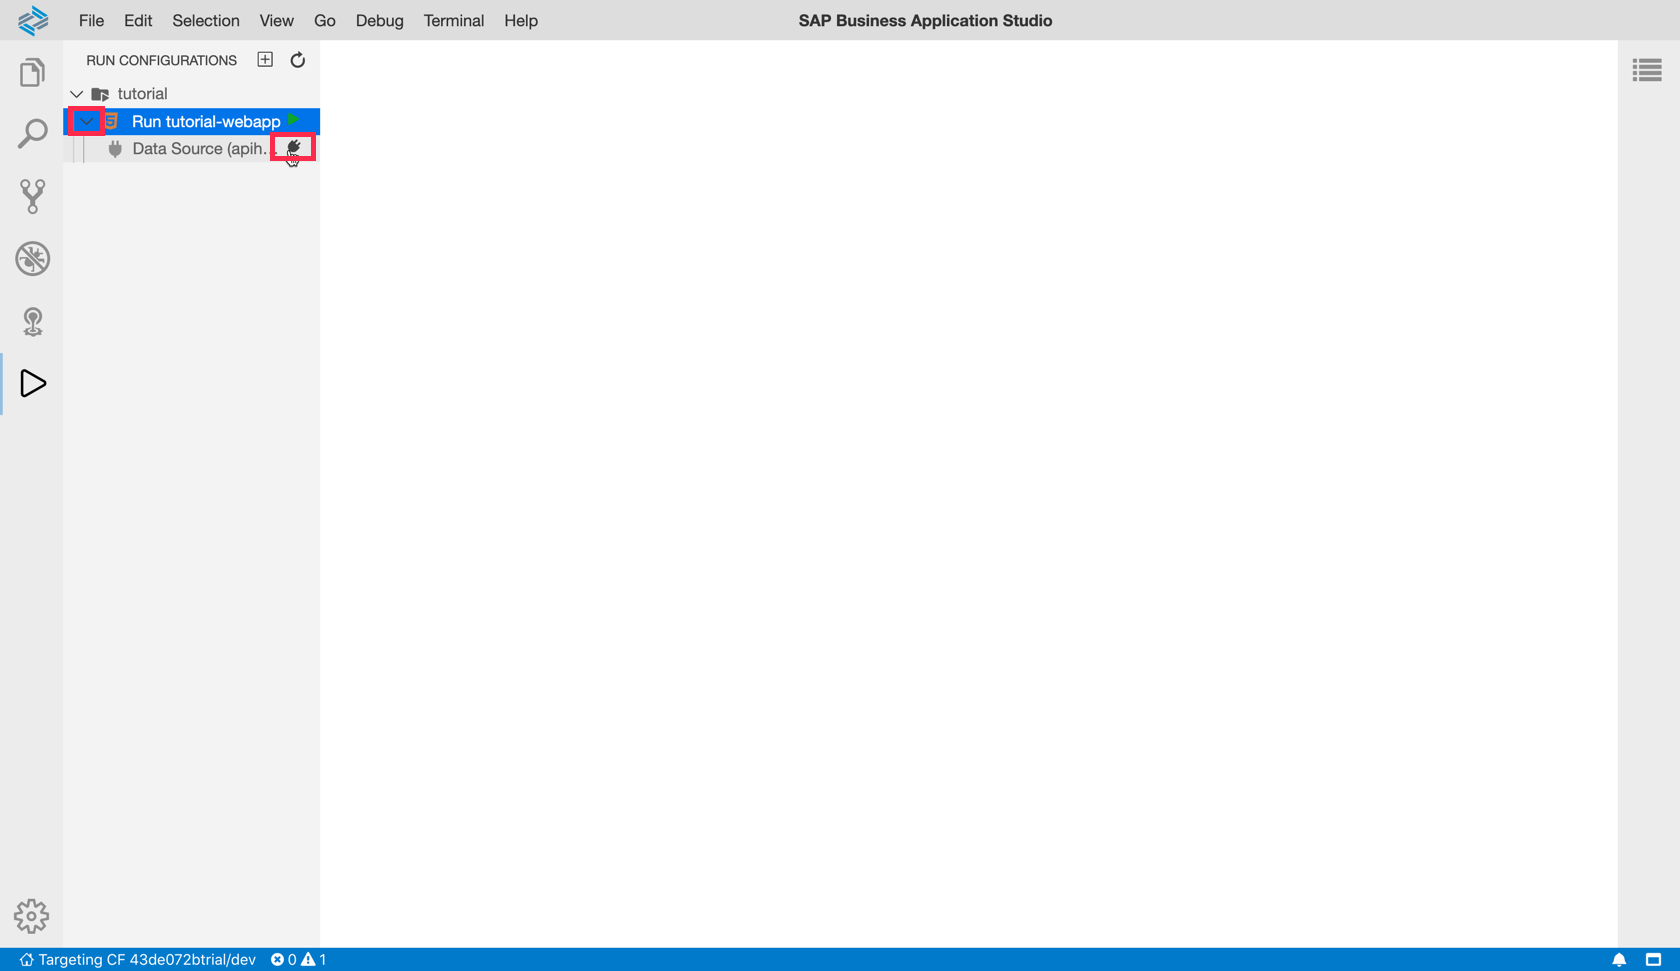 File Edit Selection View Go Debug Terminal Help SAP Business Application Studio
RUN CONFIGURATIONS
tutorial
Run tutorial-webapp
Data Source (apih...
Targeting CF 43de072btrial/dev 0 1